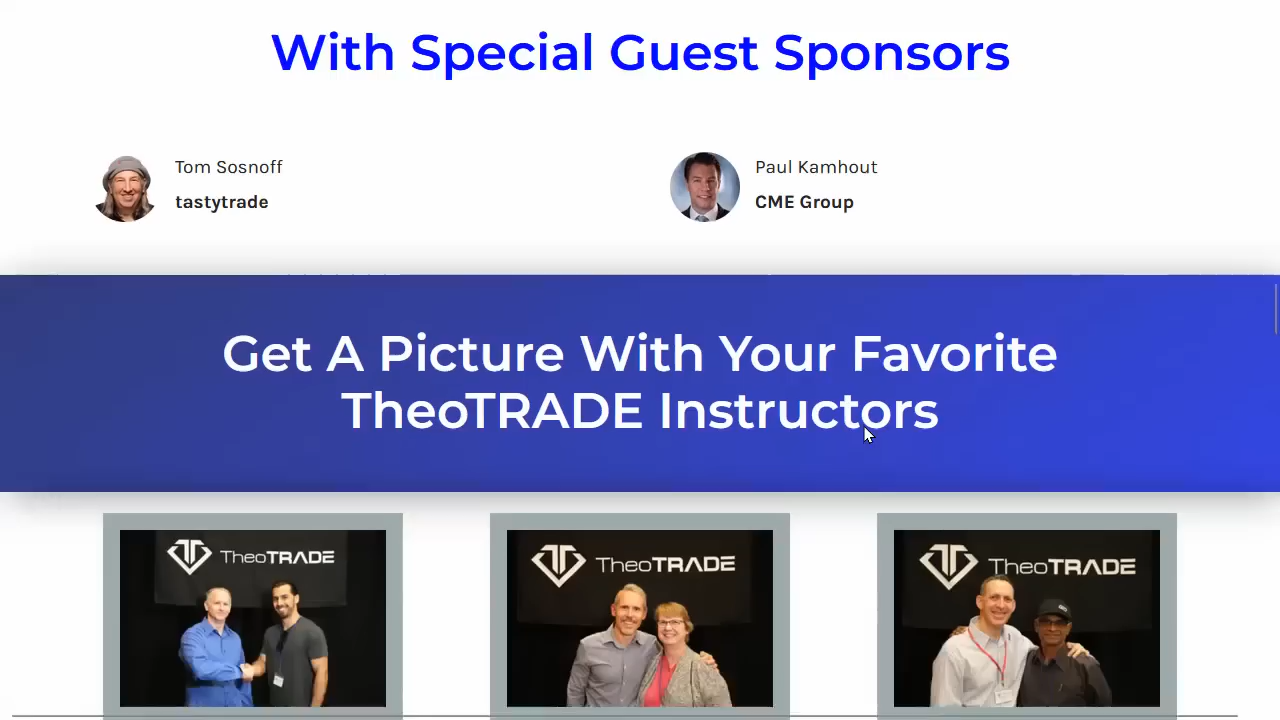 With Special Guest Sponsors
Tom Sosnoff
tastytrade
Paul Kamhout
CME Group
Get A Picture With Your Favorite
TheoTRADE Instructors
TheoTRADE
TheoTRADE
TheoTRADE